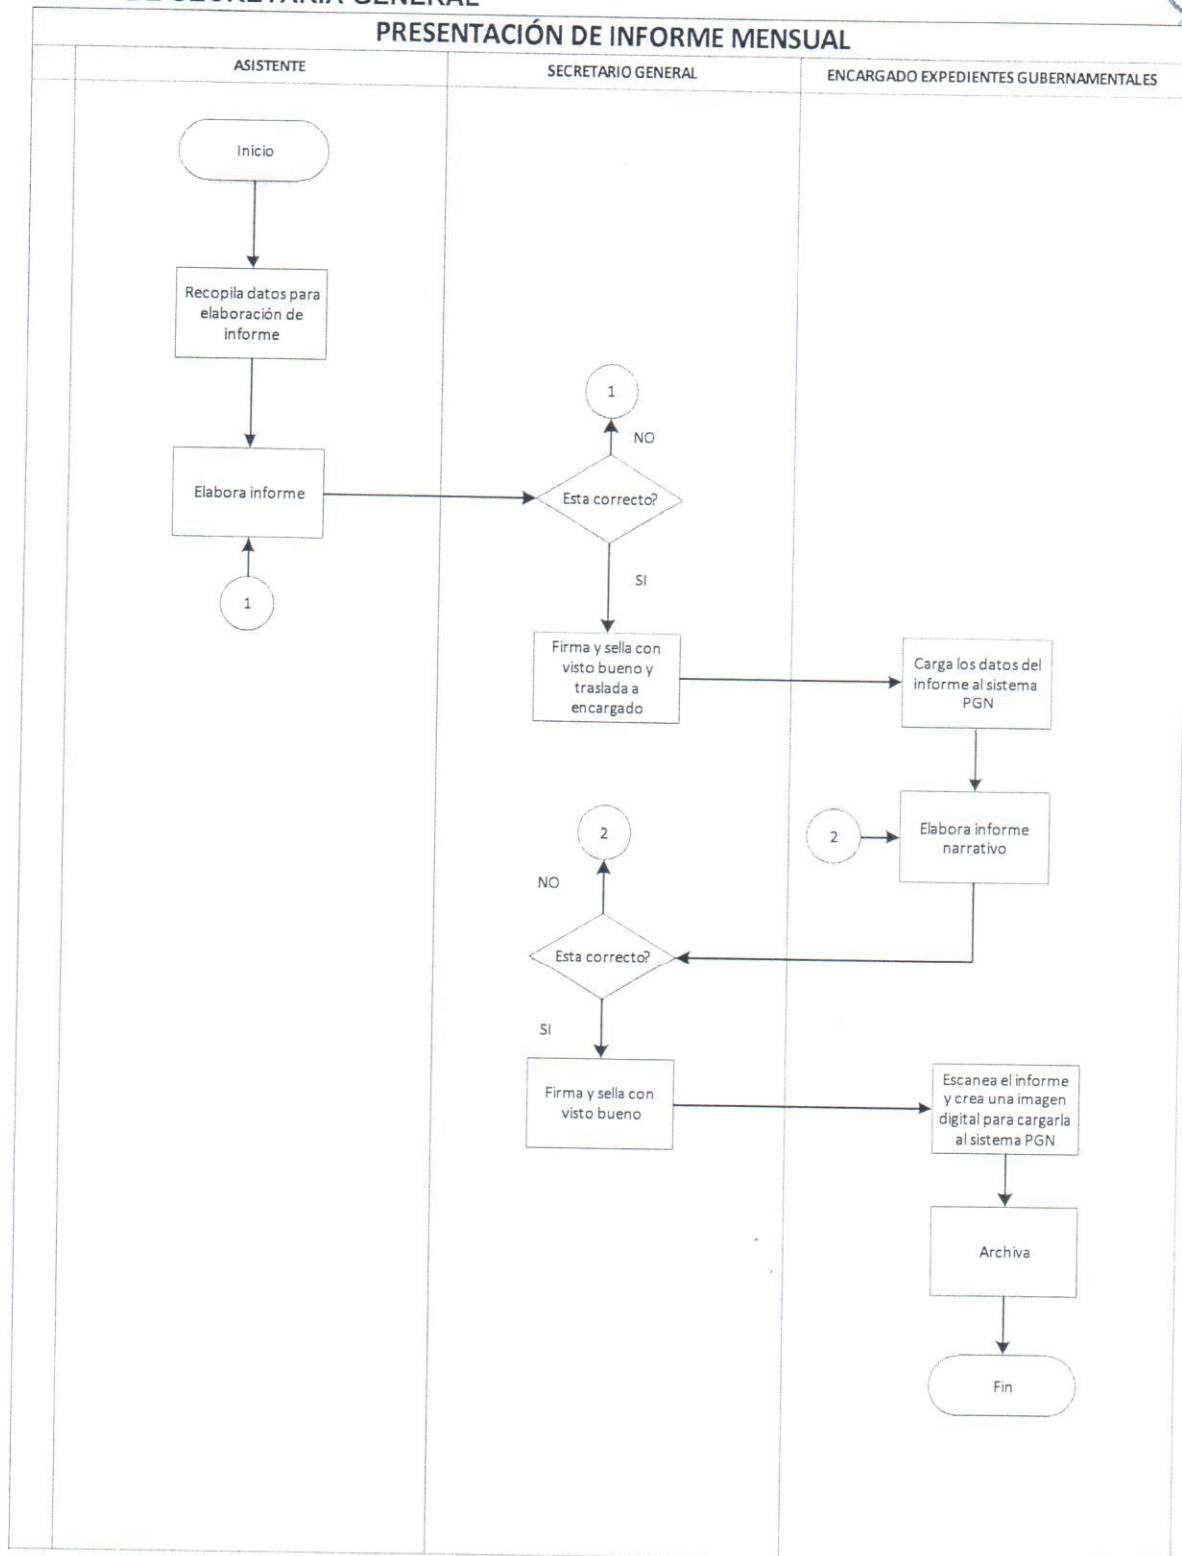 DE SECRETARÍA GENERAL
PRESENTACIÓN DE INFORME MENSUAL
ASISTENTE
SECRETARIO GENERAL
ENCARGADO EXPEDIENTES GUBERNAMENTALES
Inicio
Recopila datos para
elaboración de
informe
1
NO
Elabora informe
Esta correcto?
1
SI
Firma y sella con
visto bueno y
traslada a
encargado
Carga los datos del
informe al sistema
PGN
2
2
Elabora informe
narrativo
NO
Esta correcto?
SI
Firma y sella con
visto bueno
Escanea el informe
y crea una imagen
digital para cargarla
al sistema PGN
Archiva
Fin